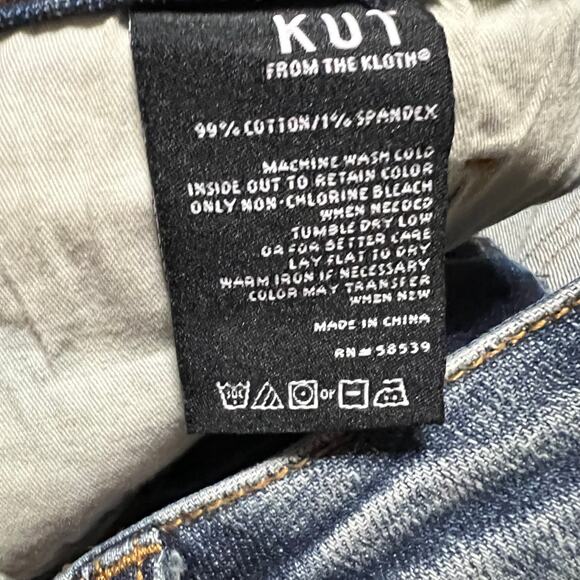 KUT
FROM THE KLOTH®
99% COTTON/1% SPANDEX
MACHINE WASH COLD
INSIDE OUT TO RETAIN COLOR
ONLY NON-CHLORINE BLEACH
WHEN NEEDED
TUMBLE DRY LOW
OR FOR BETTER CARE
LAY FLAT TO DRY
WARM IRON IF NECESSARY
COLOR MAY TRANSFER
WHEN NEW
MADE IN CHINA
RN# 58539
or